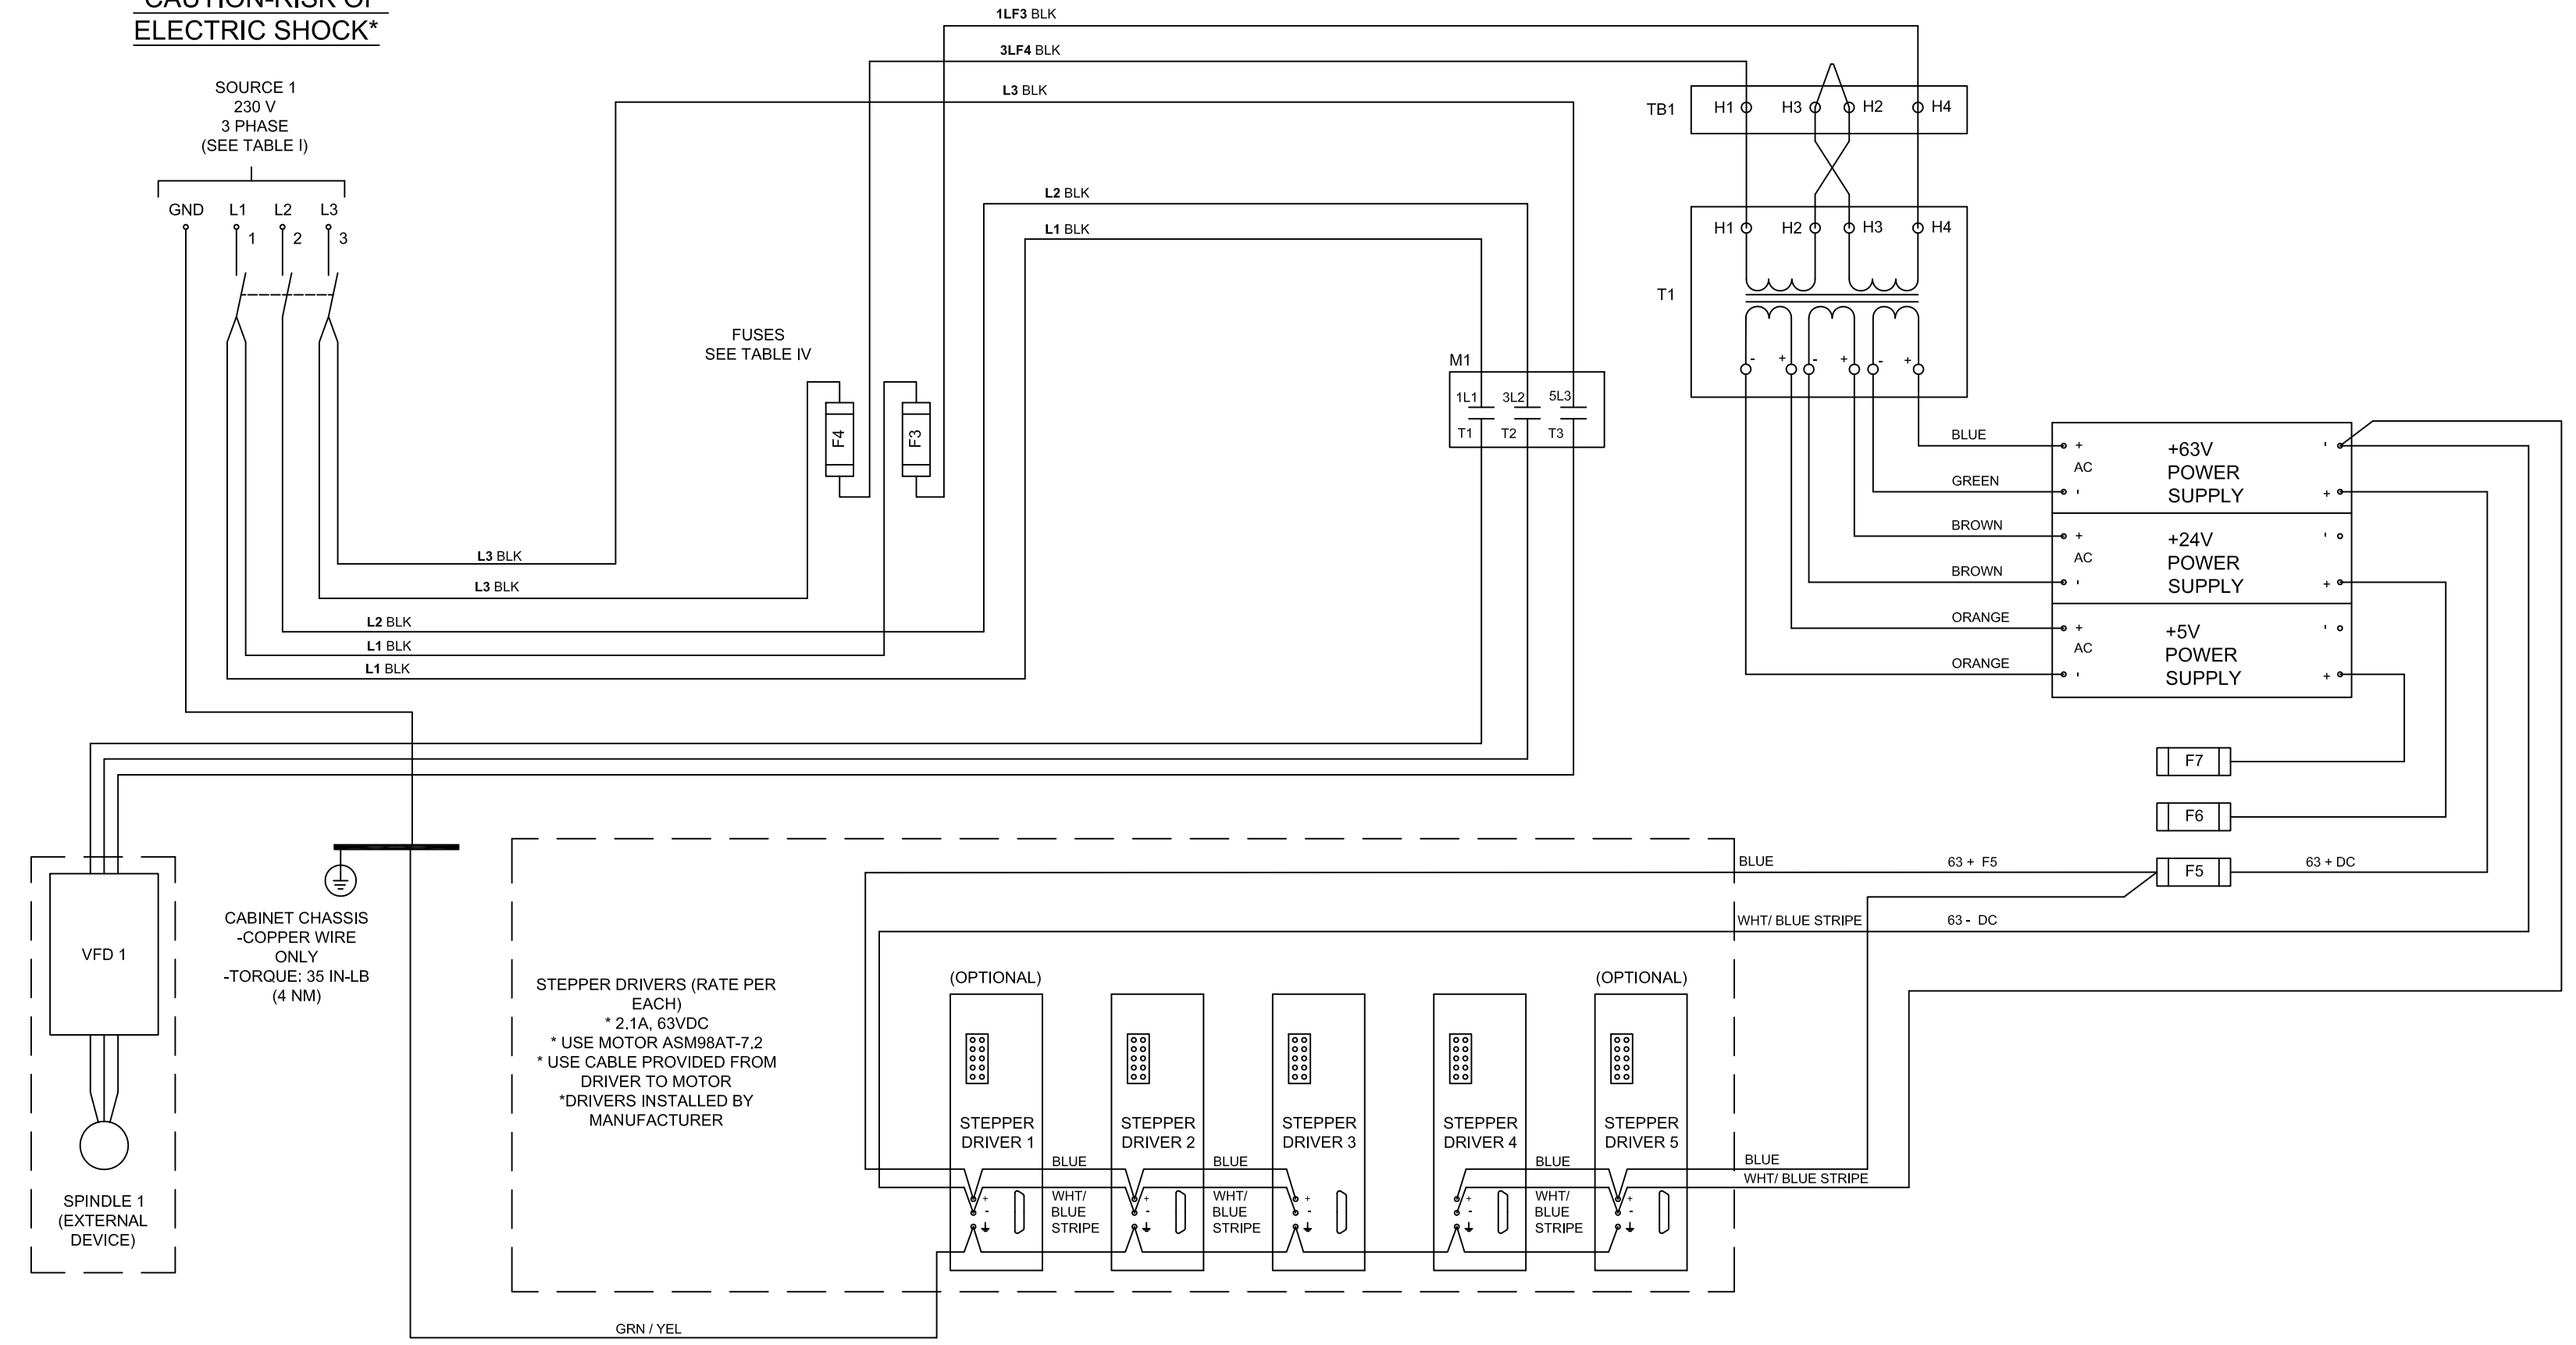 CAUTION-RISK OF
ELECTRIC SHOCK*
SOURCE 1
230 V
3 PHASE
(SEE TABLE I)
GND L1 L2 L3
1 2 3
1LF3 BLK
3LF4 BLK
L3 BLK
L2 BLK
L1 BLK
TB1 H1 H3 H2 H4
H1 H2 H3 H4
T1
- + - + - +
FUSES
SEE TABLE IV
F4 F3
M1
1L1 3L2 5L3
T1 T2 T3
L3 BLK
L3 BLK
L2 BLK
L1 BLK
L1 BLK
BLUE
GREEN
BROWN
BROWN
ORANGE
ORANGE
+ AC -
+63V
POWER
SUPPLY
- +
+ AC -
+24V
POWER
SUPPLY
- +
+ AC -
+5V
POWER
SUPPLY
- +
F7
F6
F5
BLUE 63 + F5 63 + DC
WHT/ BLUE STRIPE 63 - DC
VFD 1
SPINDLE 1
(EXTERNAL
DEVICE)
CABINET CHASSIS
-COPPER WIRE
ONLY
-TORQUE: 35 IN-LB
(4 NM)
STEPPER DRIVERS (RATE PER
EACH)
* 2.1A, 63VDC
* USE MOTOR ASM98AT-7.2
* USE CABLE PROVIDED FROM
DRIVER TO MOTOR
*DRIVERS INSTALLED BY
MANUFACTURER
(OPTIONAL)
(OPTIONAL)
STEPPER
DRIVER 1
STEPPER
DRIVER 2
STEPPER
DRIVER 3
STEPPER
DRIVER 4
STEPPER
DRIVER 5
BLUE
WHT/
BLUE
STRIPE
BLUE
WHT/
BLUE
STRIPE
BLUE
WHT/
BLUE
STRIPE
BLUE
WHT/ BLUE STRIPE
+ -
+ -
+ -
+ -
+ -
GRN / YEL